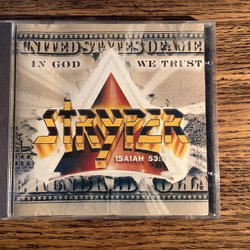 UNITED STATES OF AME
IN GOD WE TRUST
STRYPER
ISAIAH 53:5